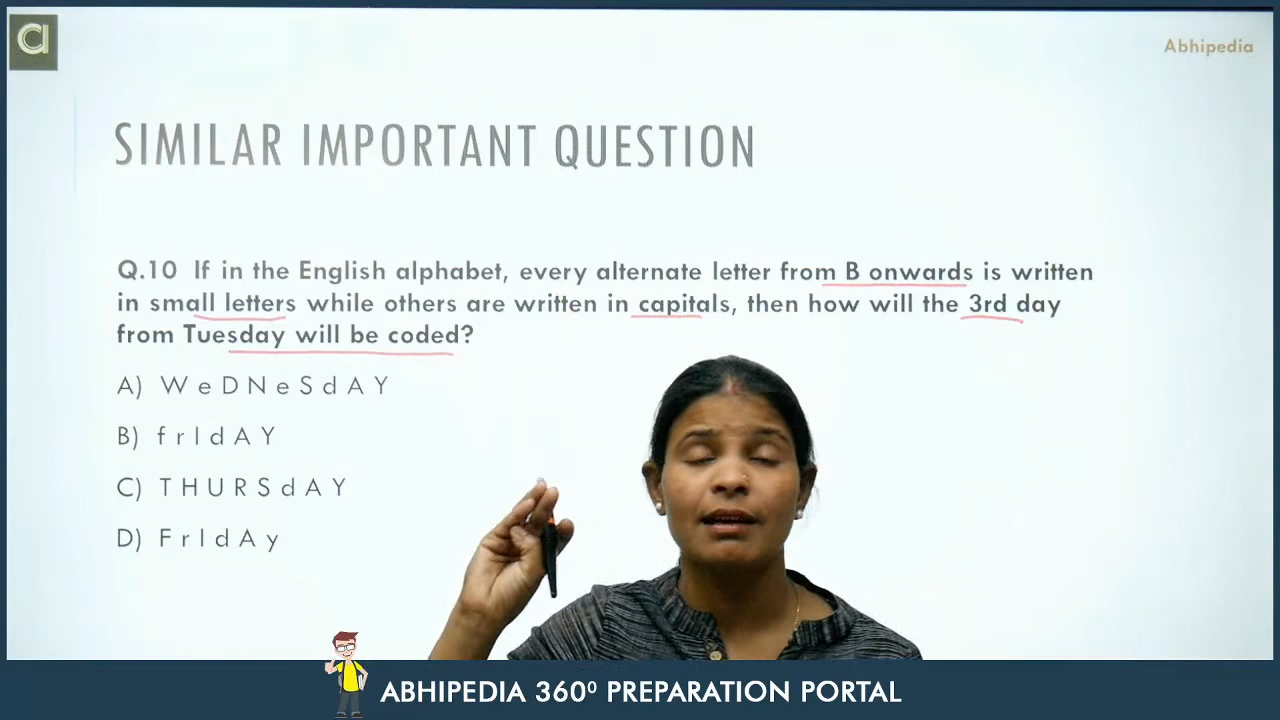 a
Abhipedia
SIMILAR IMPORTANT QUESTION
Q.10 If in the English alphabet, every alternate letter from B onwards is written
in small letters while others are written in capitals, then how will the 3rd day
from Tuesday will be coded?
A) W e D N e S d A Y
B) f r I d A Y
C) T H U R S d A Y
D) F r I d A y
ABHIPEDIA 360⁰ PREPARATION PORTAL